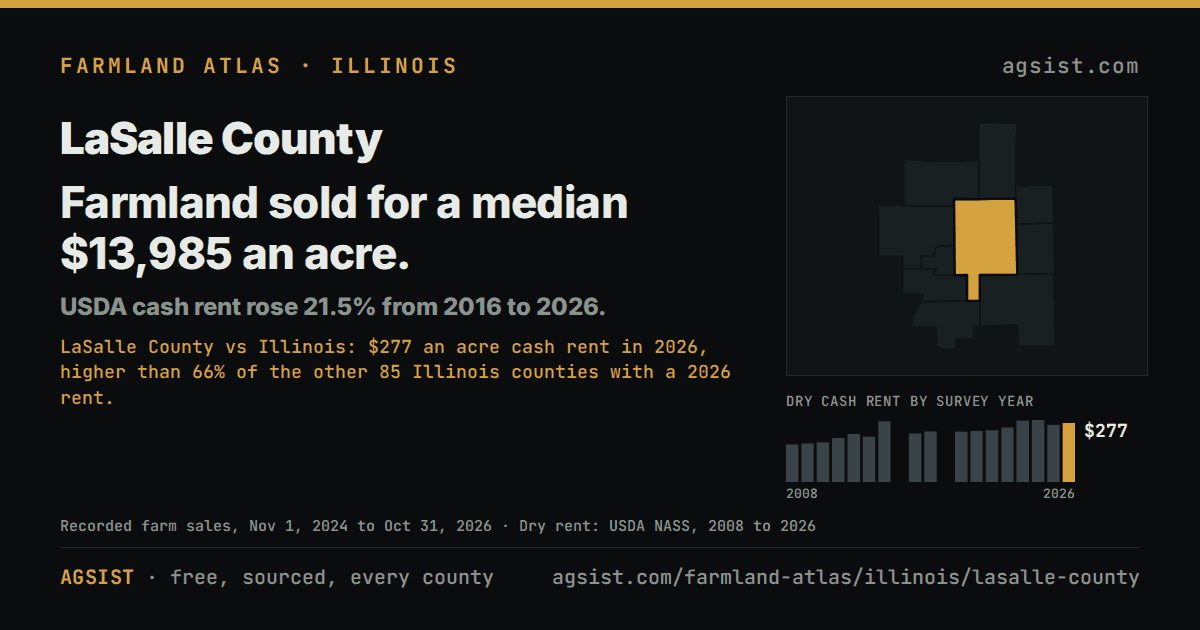 FARMLAND ATLAS · ILLINOIS
agsist.com
LaSalle County
Farmland sold for a median
$13,985 an acre.
USDA cash rent rose 21.5% from 2016 to 2026.
LaSalle County vs Illinois: $277 an acre cash rent in 2026,
higher than 66% of the other 85 Illinois counties with a 2026
rent.
DRY CASH RENT BY SURVEY YEAR
$277
2008
2026
Recorded farm sales, Nov 1, 2024 to Oct 31, 2026 · Dry rent: USDA NASS, 2008 to 2026
AGSIST · free, sourced, every county
agsist.com/farmland-atlas/illinois/lasalle-county